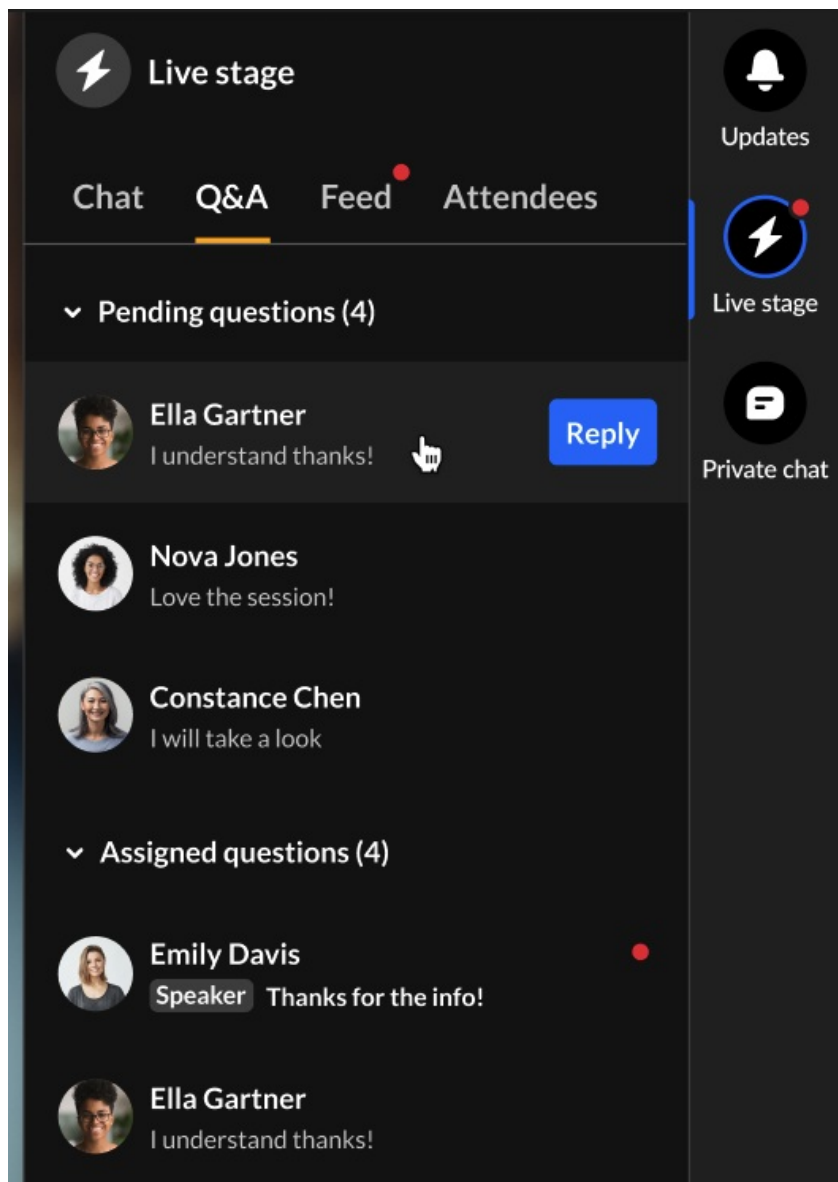 Live stage
Chat Q&A Feed Attendees
Pending questions (4)
Ella Gartner
I understand thanks!
Reply
Nova Jones
Love the session!
Constance Chen
I will take a look
Assigned questions (4)
Emily Davis
Speaker Thanks for the info!
Ella Gartner
I understand thanks!
Updates
Live stage
Private chat